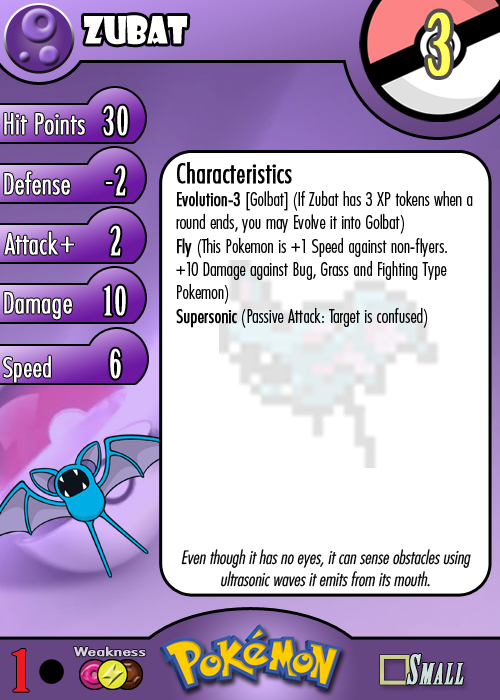 ZUBAT
3
Hit Points 30
Defense -2
Attack+ 2
Damage 10
Speed 6
Characteristics
Evolution-3 [Golbat] (If Zubat has 3 XP tokens when a
round ends, you may Evolve it into Golbat)
Fly (This Pokemon is +1 Speed against non-flyers.
+10 Damage against Bug, Grass and Fighting Type
Pokemon)
Supersonic (Passive Attack: Target is confused)
Even though it has no eyes, it can sense obstacles using
ultrasonic waves it emits from its mouth.
1
Weakness
POKéMON
SMALL